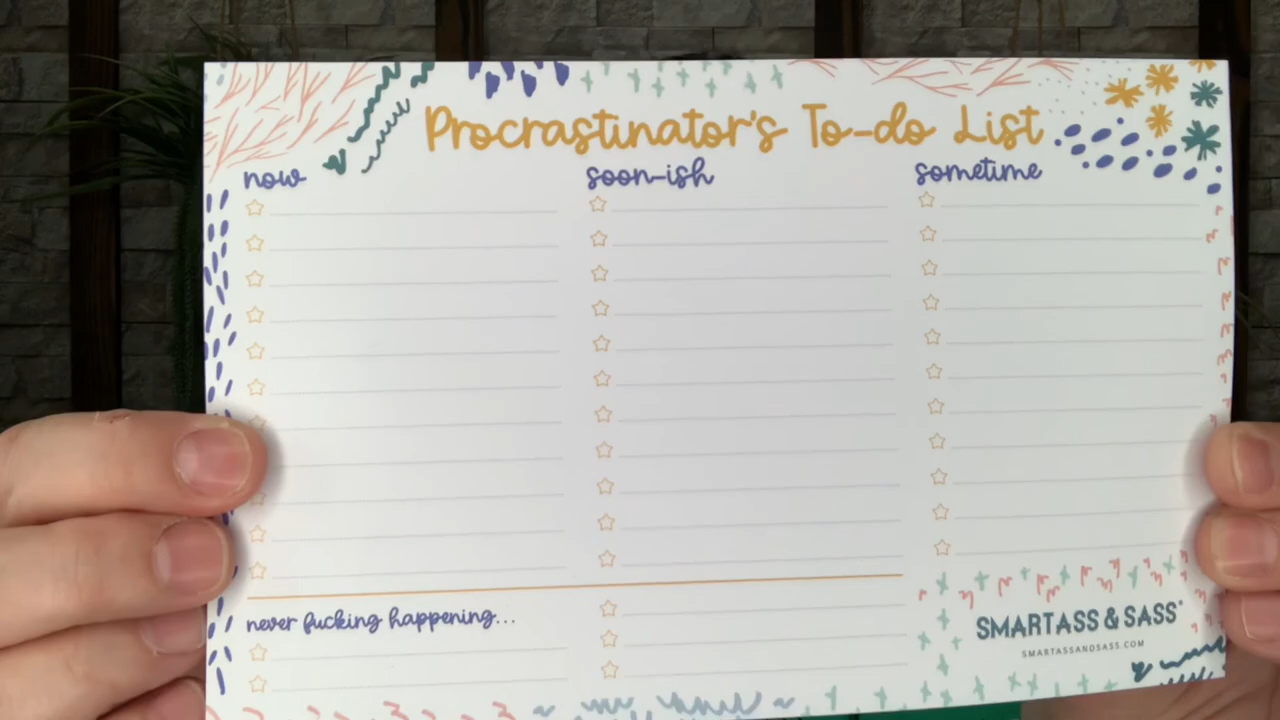 Procrastinator's To-do List
now
soon-ish
sometime
never fucking happening...
SMARTASS & SASS®
SMARTASSANDSASS.COM